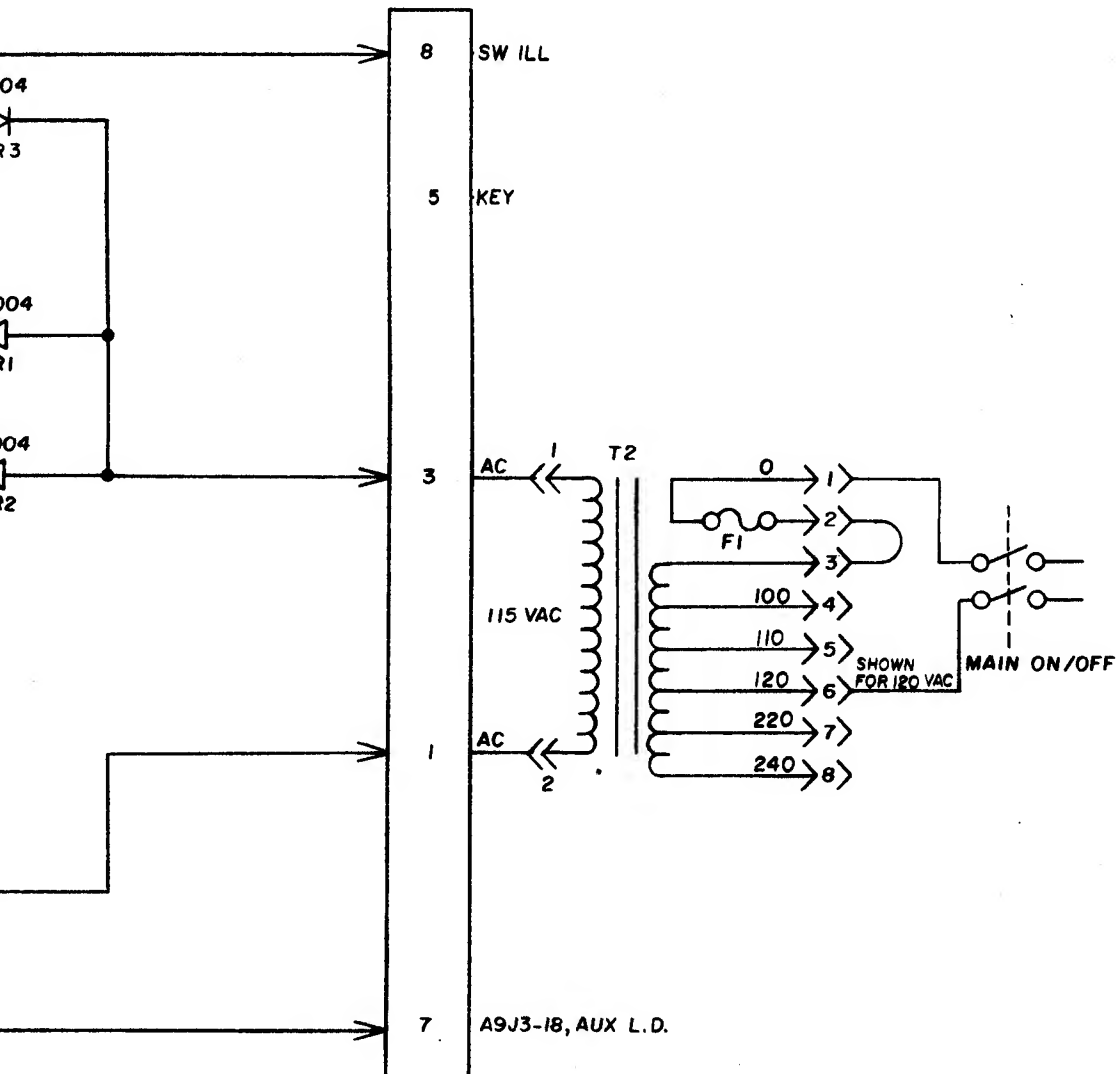 8 SW ILL
004
R3
5 KEY
004
R1
004
R2
3 AC 1 T2
0 1
2
F1
3
115 VAC
100 4
110 5
120 6 SHOWN
FOR 120 VAC
MAIN ON/OFF
220 7
240 8
1 AC
2
7 A9J3-18, AUX L.D.